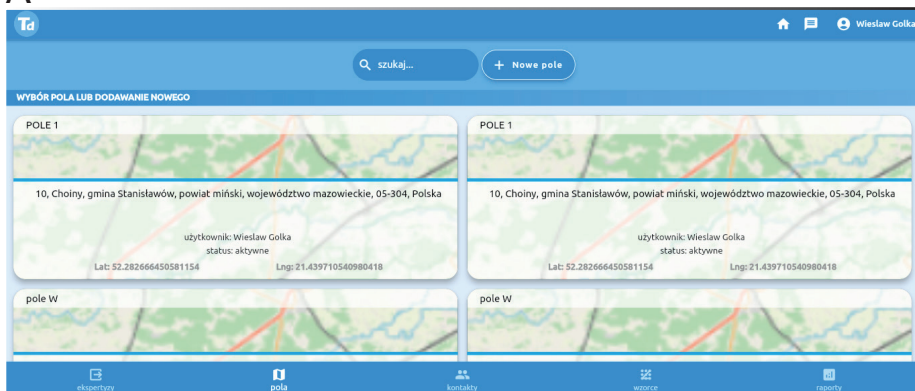 Td
Wieslaw Golka
szukaj...
+ Nowe pole
WYBÓR POLA LUB DODAWANIE NOWEGO
POLE 1
10, Choiny, gmina Stanisławów, powiat miński, województwo mazowieckie, 05-304, Polska
użytkownik: Wieslaw Golka
status: aktywne
Lat: 52.282666450581154 Lng: 21.439710540980418
POLE 1
10, Choiny, gmina Stanisławów, powiat miński, województwo mazowieckie, 05-304, Polska
użytkownik: Wieslaw Golka
status: aktywne
Lat: 52.282666450581154 Lng: 21.439710540980418
pole W
pole W
ekspertyzy pola kontakty wzorce raporty